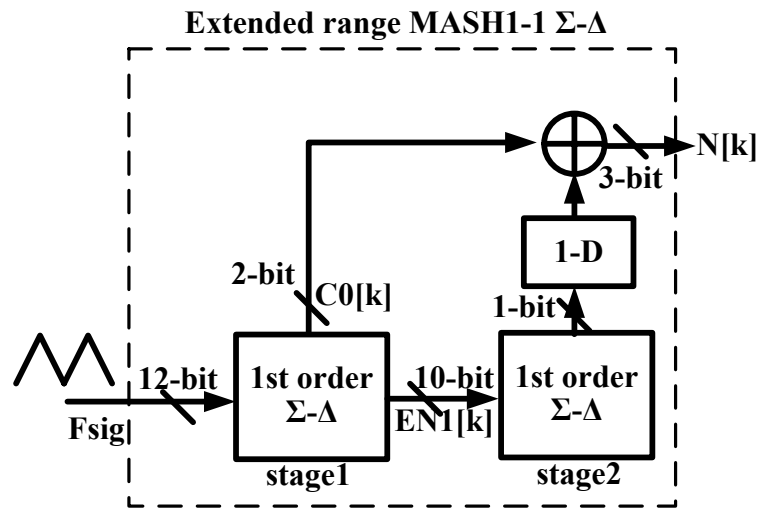 Extended range MASH1-1 Σ-Δ
N[k]
3-bit
1-D
2-bit
C0[k]
1-bit
12-bit
Fsig
1st order
Σ-Δ
stage1
10-bit
EN1[k]
1st order
Σ-Δ
stage2